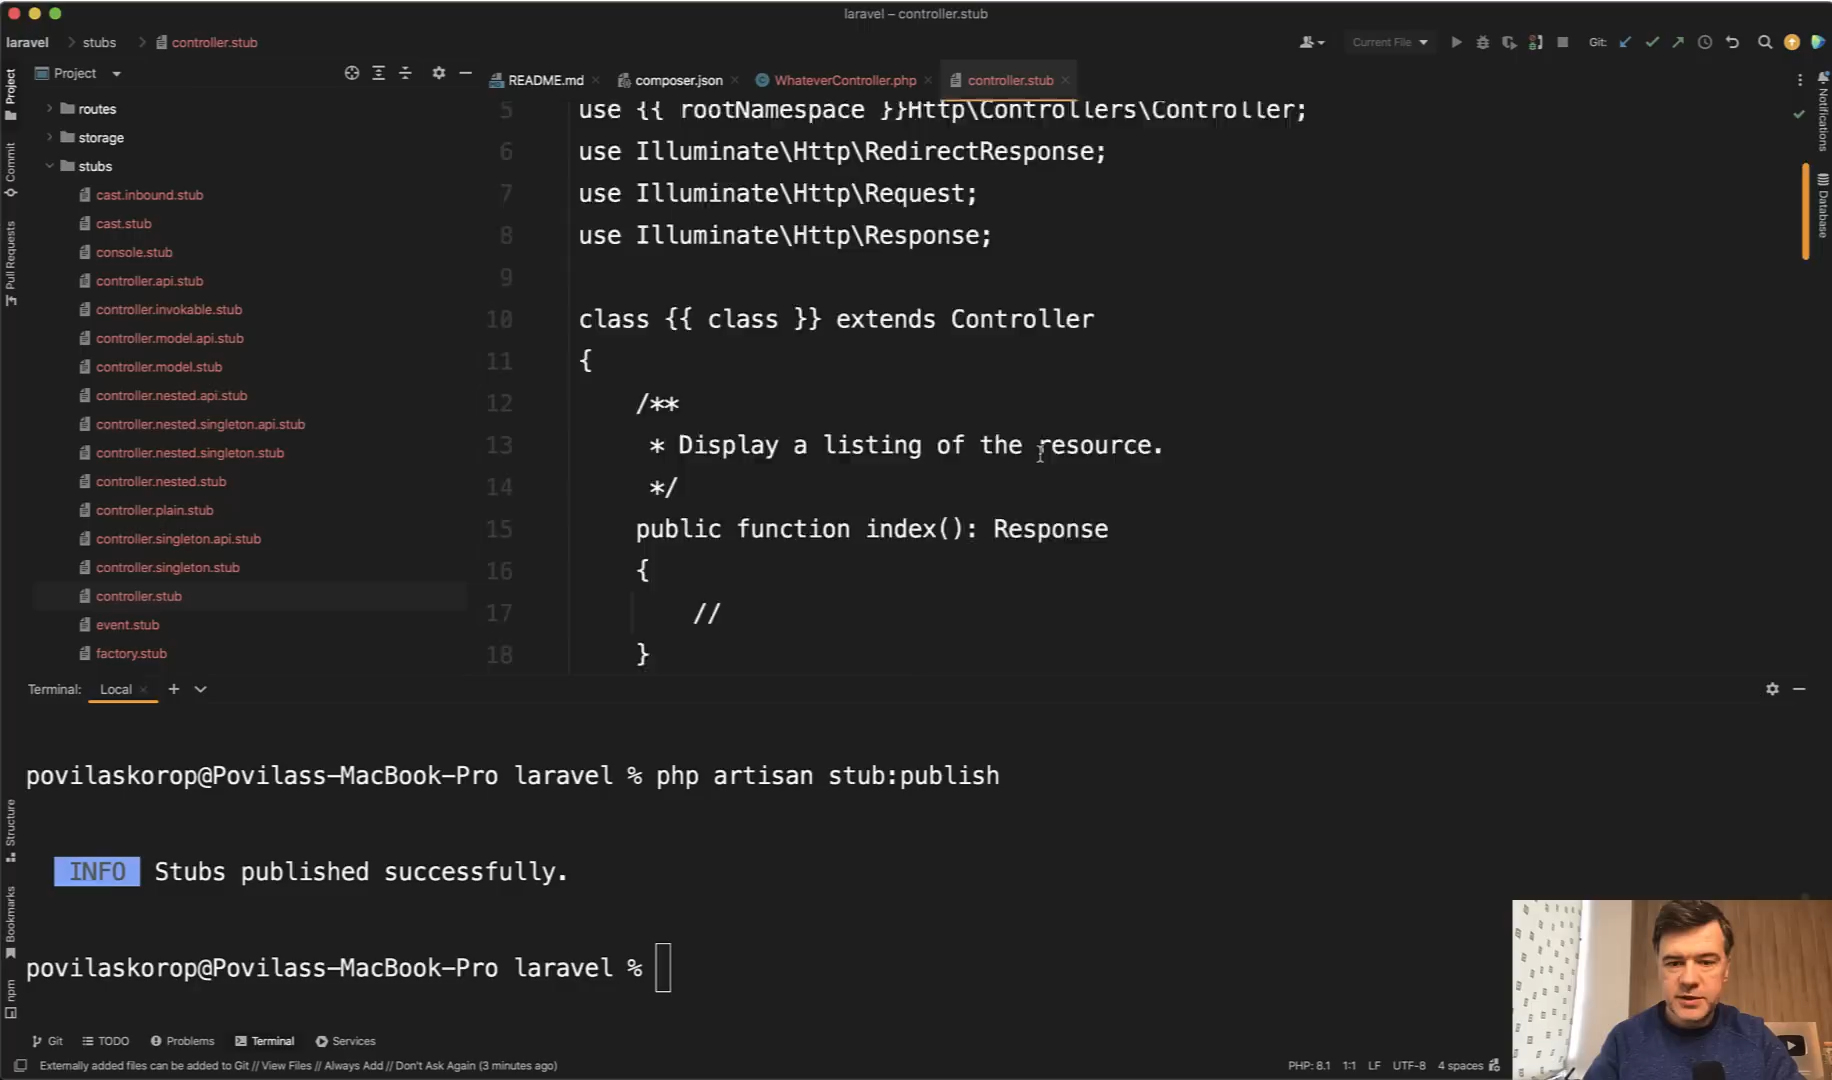 laravel – controller.stub
laravel stubs controller.stub
Current File
Git:
Project
README.md composer.json WhateverController.php controller.stub
Project
Commit
Pull Requests
Structure
Bookmarks
npm
routes
storage
stubs
cast.inbound.stub
cast.stub
console.stub
controller.api.stub
controller.invokable.stub
controller.model.api.stub
controller.model.stub
controller.nested.api.stub
controller.nested.singleton.api.stub
controller.nested.singleton.stub
controller.nested.stub
controller.plain.stub
controller.singleton.api.stub
controller.singleton.stub
controller.stub
event.stub
factory.stub
5 use {{ rootNamespace }}Http\Controllers\Controller;
6 use Illuminate\Http\RedirectResponse;
7 use Illuminate\Http\Request;
8 use Illuminate\Http\Response;
9
10 class {{ class }} extends Controller
11 {
12 /**
13 * Display a listing of the resource.
14 */
15 public function index(): Response
16 {
17 //
18 }
Notifications
Database
Terminal: Local
povilaskorop@Povilass-MacBook-Pro laravel % php artisan stub:publish
INFO Stubs published successfully.
povilaskorop@Povilass-MacBook-Pro laravel %
Git TODO Problems Terminal Services
Externally added files can be added to Git // View Files // Always Add // Don't Ask Again (3 minutes ago)
PHP: 8.1 1:1 LF UTF-8 4 spaces